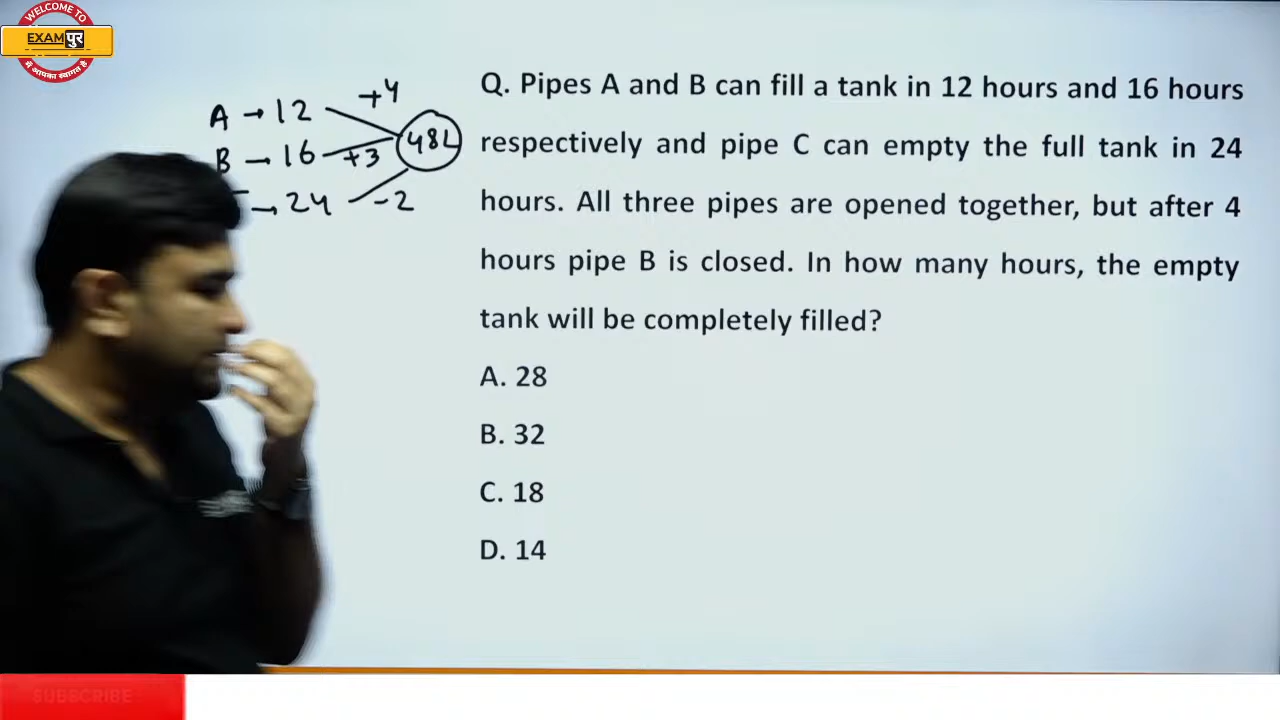 WELCOME TO
EXAMपुर
में आपका स्वागत है
A → 12 +4
B → 16 +3 48L
→ 24 -2
Q. Pipes A and B can fill a tank in 12 hours and 16 hours
respectively and pipe C can empty the full tank in 24
hours. All three pipes are opened together, but after 4
hours pipe B is closed. In how many hours, the empty
tank will be completely filled?
A. 28
B. 32
C. 18
D. 14
SUBSCRIBE